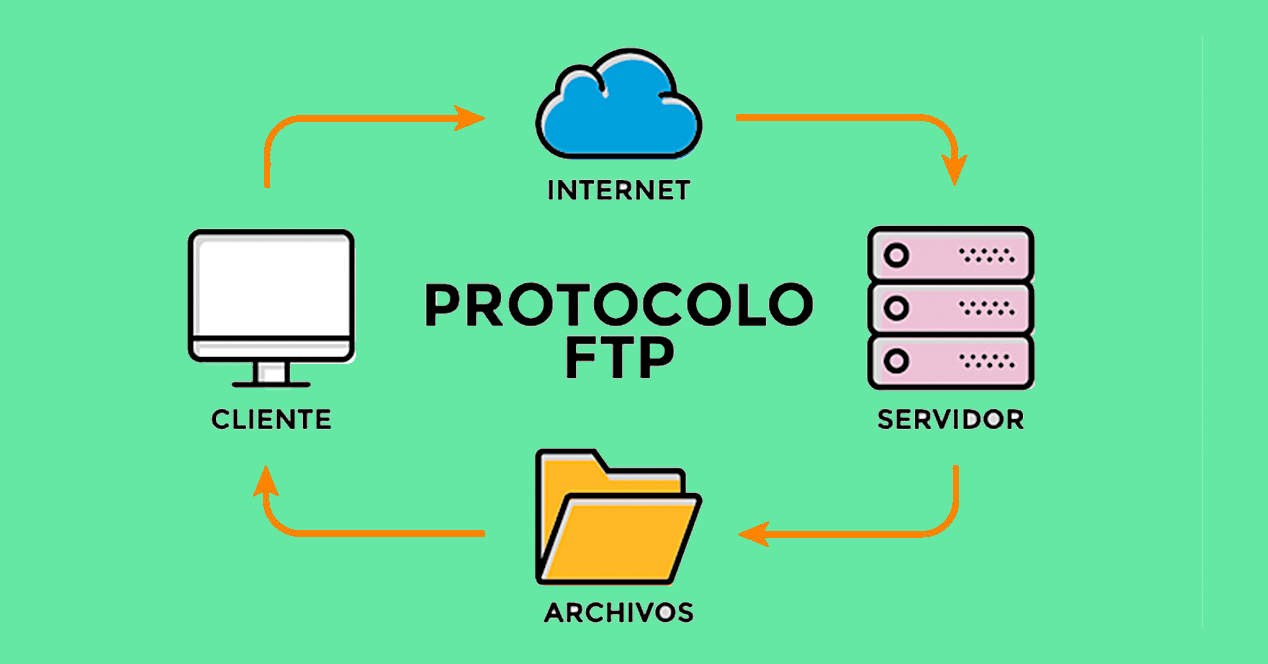 INTERNET
PROTOCOLO
FTP
CLIENTE
SERVIDOR
ARCHIVOS